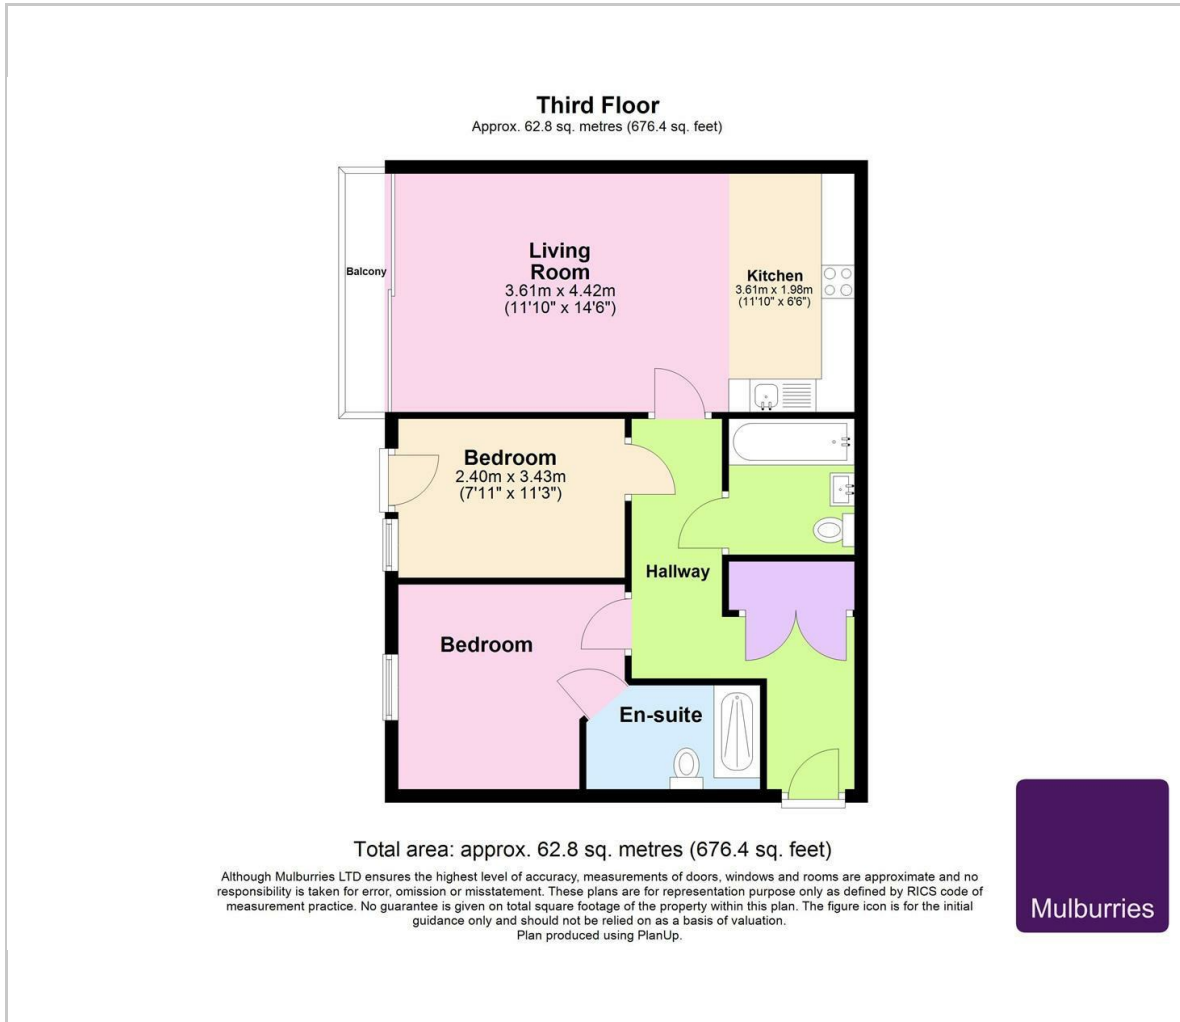 Third Floor
Approx. 62.8 sq. metres (676.4 sq. feet)
Balcony
Living
Room
3.61m x 4.42m
(11'10" x 14'6")
Kitchen
3.61m x 1.98m
(11'10" x 6'6")
Bedroom
2.40m x 3.43m
(7'11" x 11'3")
Hallway
Bedroom
En-suite
Total area: approx. 62.8 sq. metres (676.4 sq. feet)
Although Mulburries LTD ensures the highest level of accuracy, measurements of doors, windows and rooms are approximate and no
responsibility is taken for error, omission or misstatement. These plans are for representation purpose only as defined by RICS code of
measurement practice. No guarantee is given on total square footage of the property within this plan. The figure icon is for the initial
guidance only and should not be relied on as a basis of valuation.
Plan produced using PlanUp.
Mulburries